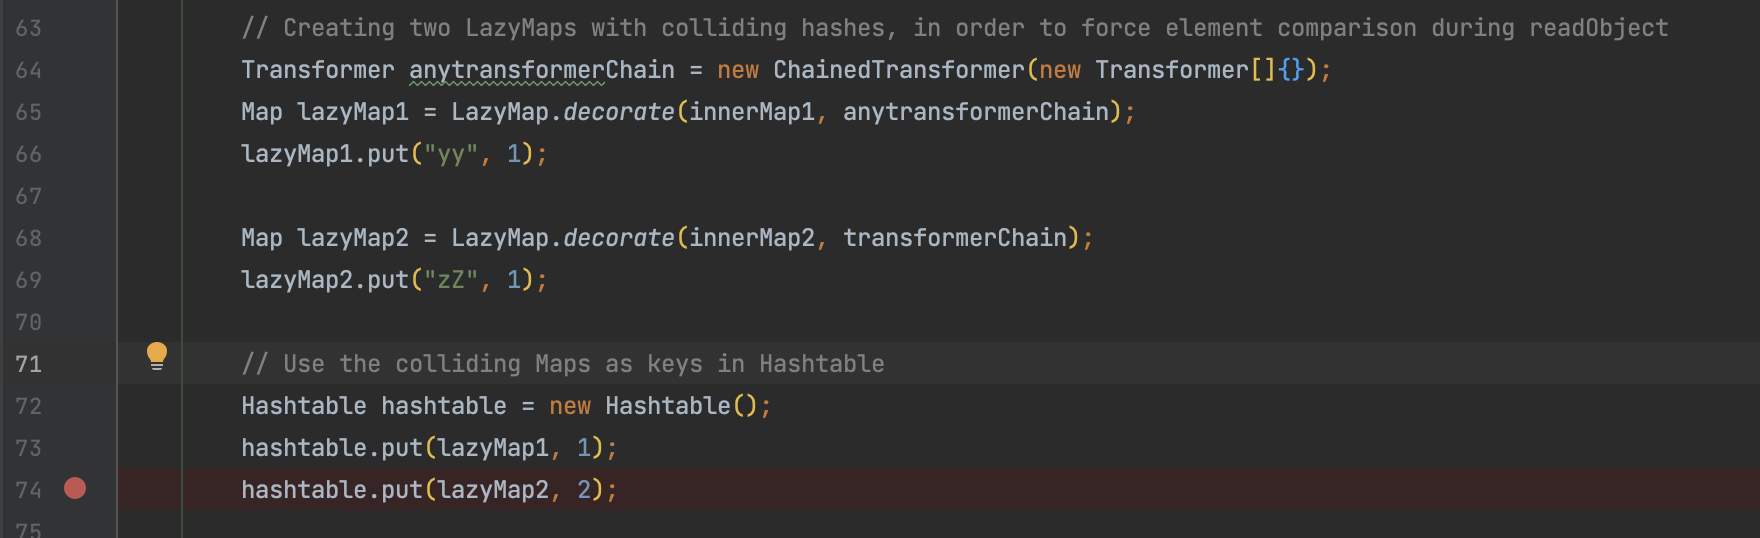 63 // Creating two LazyMaps with colliding hashes, in order to force element comparison during readObject
64 Transformer anytransformerChain = new ChainedTransformer(new Transformer[]{});
65 Map lazyMap1 = LazyMap.decorate(innerMap1, anytransformerChain);
66 lazyMap1.put("yy", 1);
67
68 Map lazyMap2 = LazyMap.decorate(innerMap2, transformerChain);
69 lazyMap2.put("zZ", 1);
70
71 // Use the colliding Maps as keys in Hashtable
72 Hashtable hashtable = new Hashtable();
73 hashtable.put(lazyMap1, 1);
74 hashtable.put(lazyMap2, 2);
75